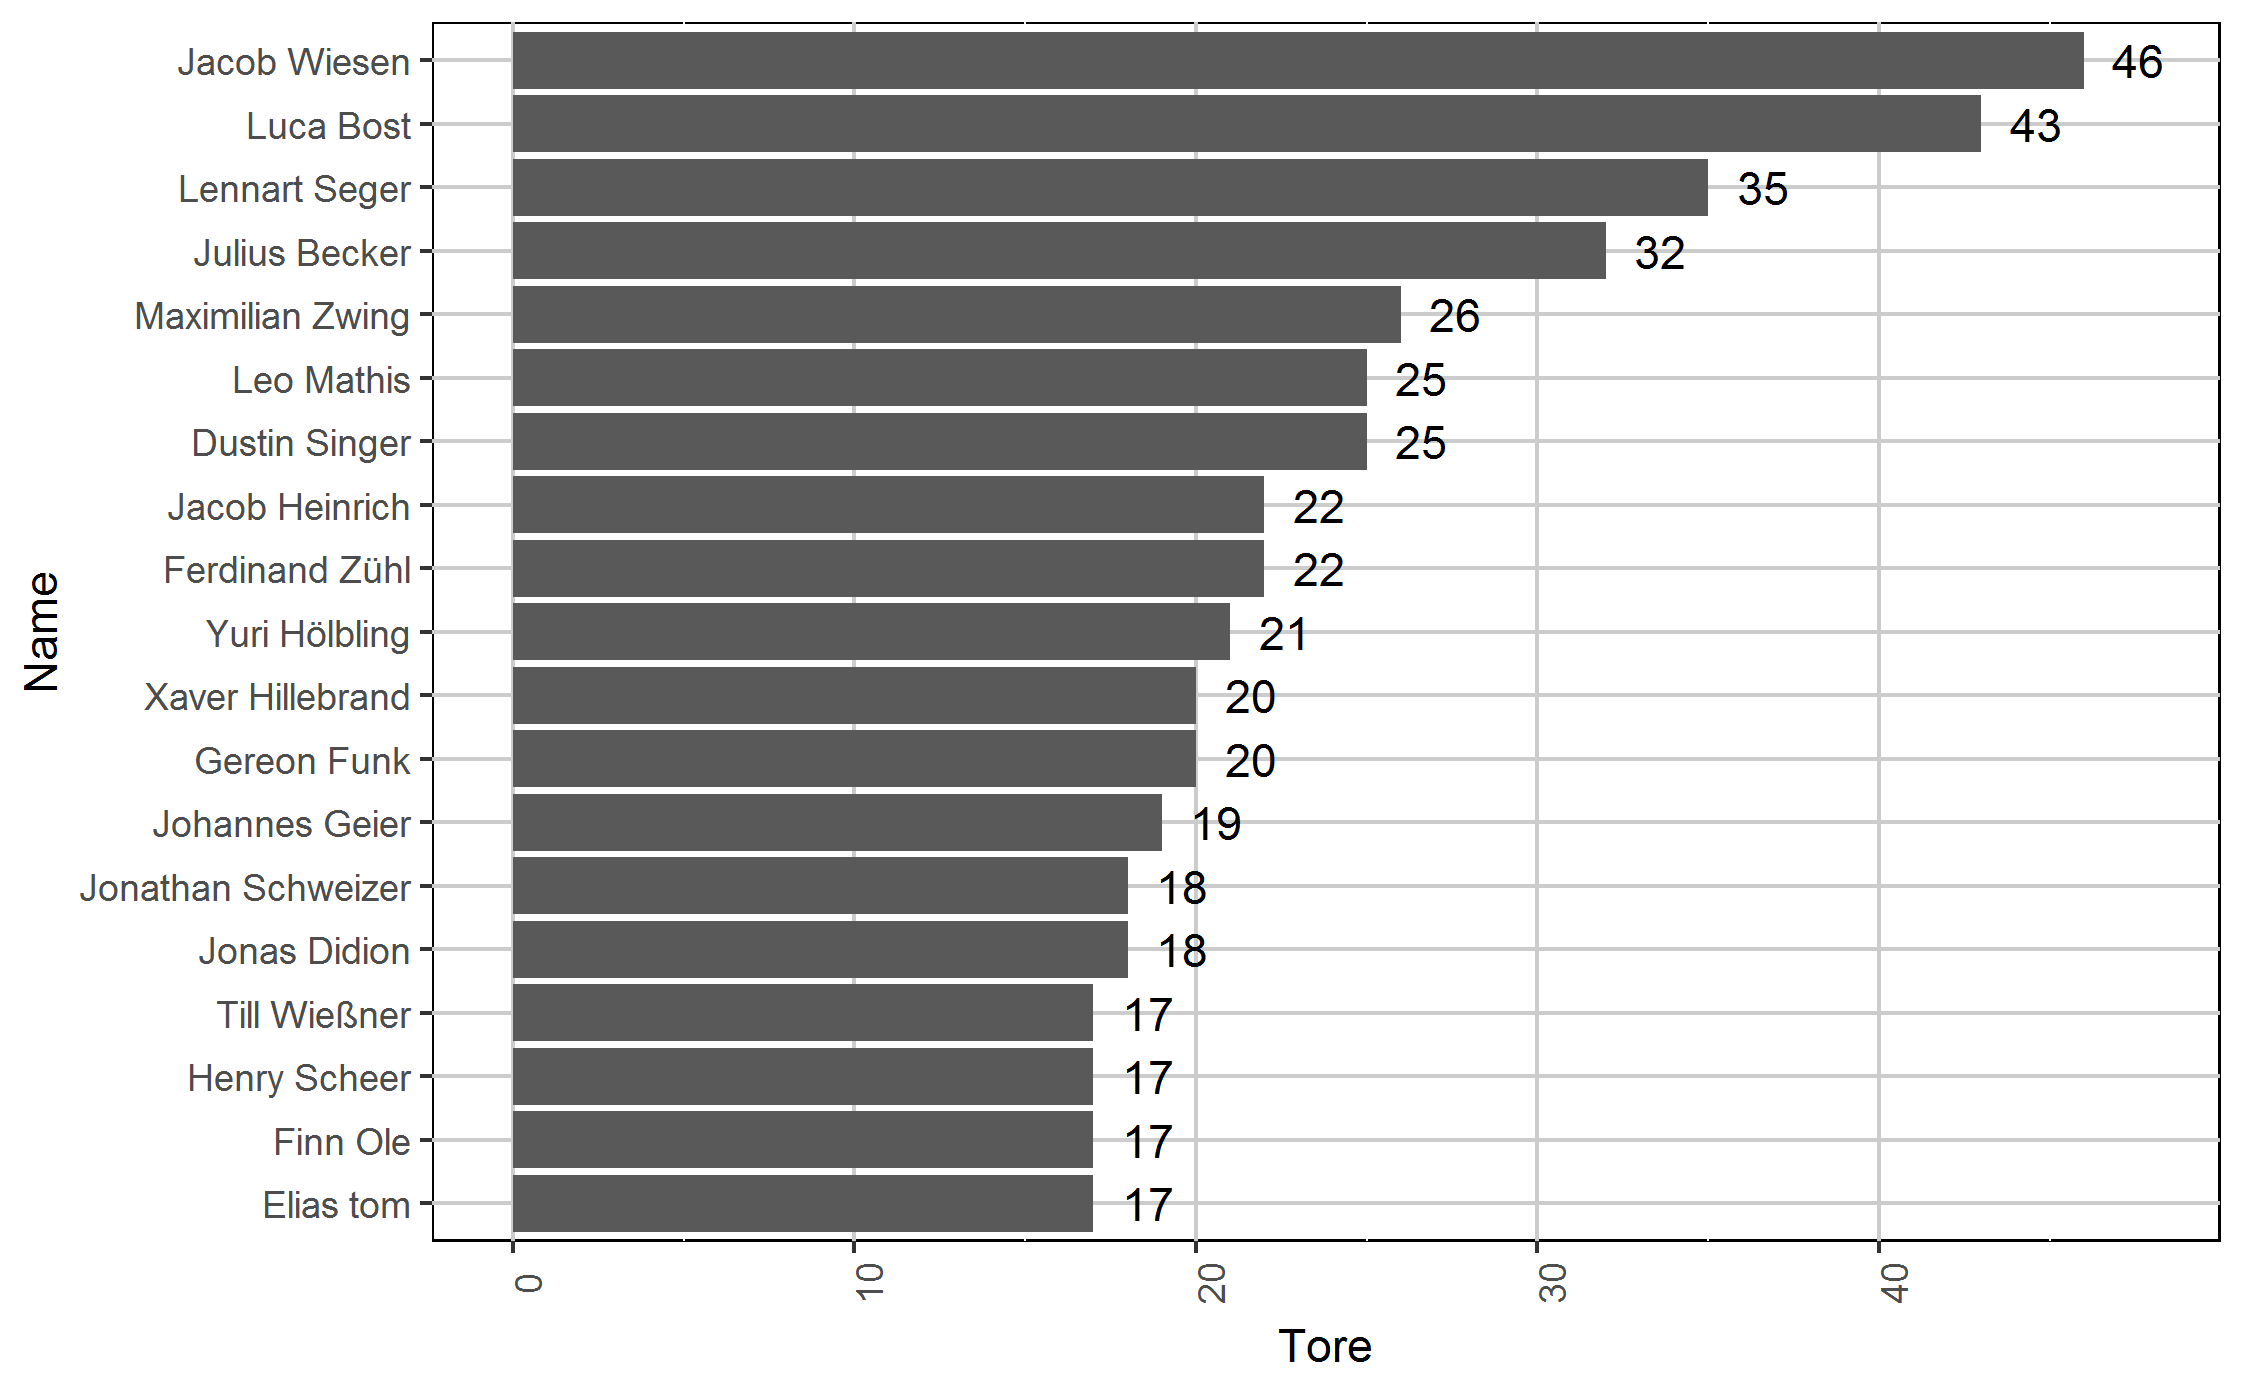 Jacob Wiesen 46
Luca Bost 43
Lennart Seger 35
Julius Becker 32
Maximilian Zwing 26
Leo Mathis 25
Dustin Singer 25
Jacob Heinrich 22
Ferdinand Zühl 22
Yuri Hölbling 21
Xaver Hillebrand 20
Gereon Funk 20
Johannes Geier 19
Jonathan Schweizer 18
Jonas Didion 18
Till Wießner 17
Henry Scheer 17
Finn Ole 17
Elias tom 17
Name
0 10 20 30 40
Tore